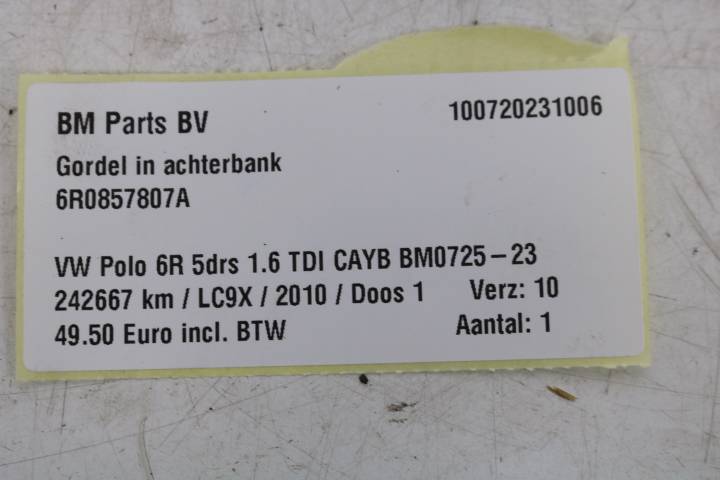 BM Parts BV 100720231006
Gordel in achterbank
6R0857807A
VW Polo 6R 5drs 1.6 TDI CAYB BM0725-23
242667 km / LC9X / 2010 / Doos 1 Verz: 10
49.50 Euro incl. BTW Aantal: 1